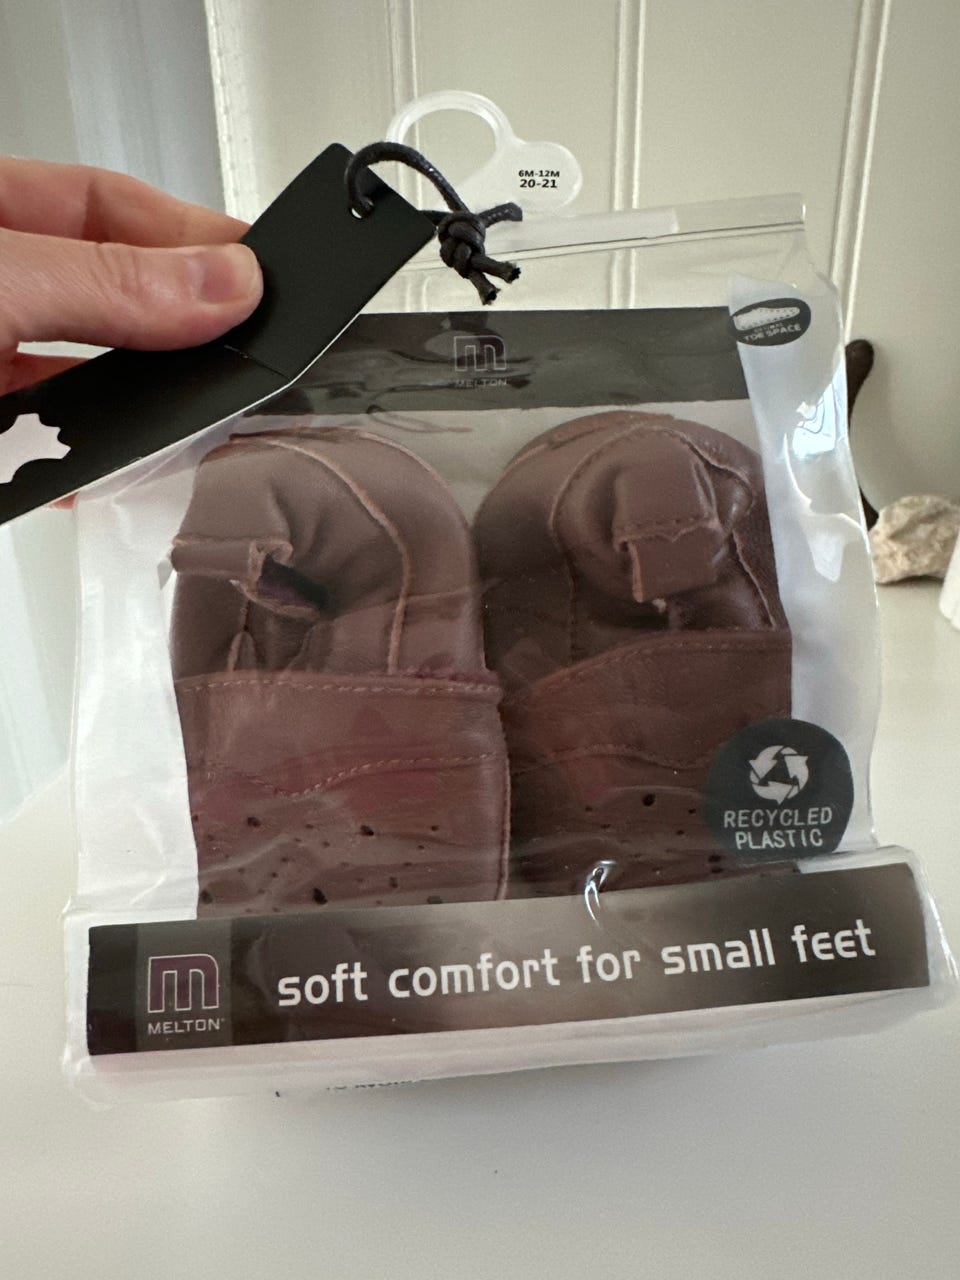 6M-12M
20-21
TOE SPACE
m
MELTON
RECYCLED
PLASTIC
m
MELTON
soft comfort for small feet